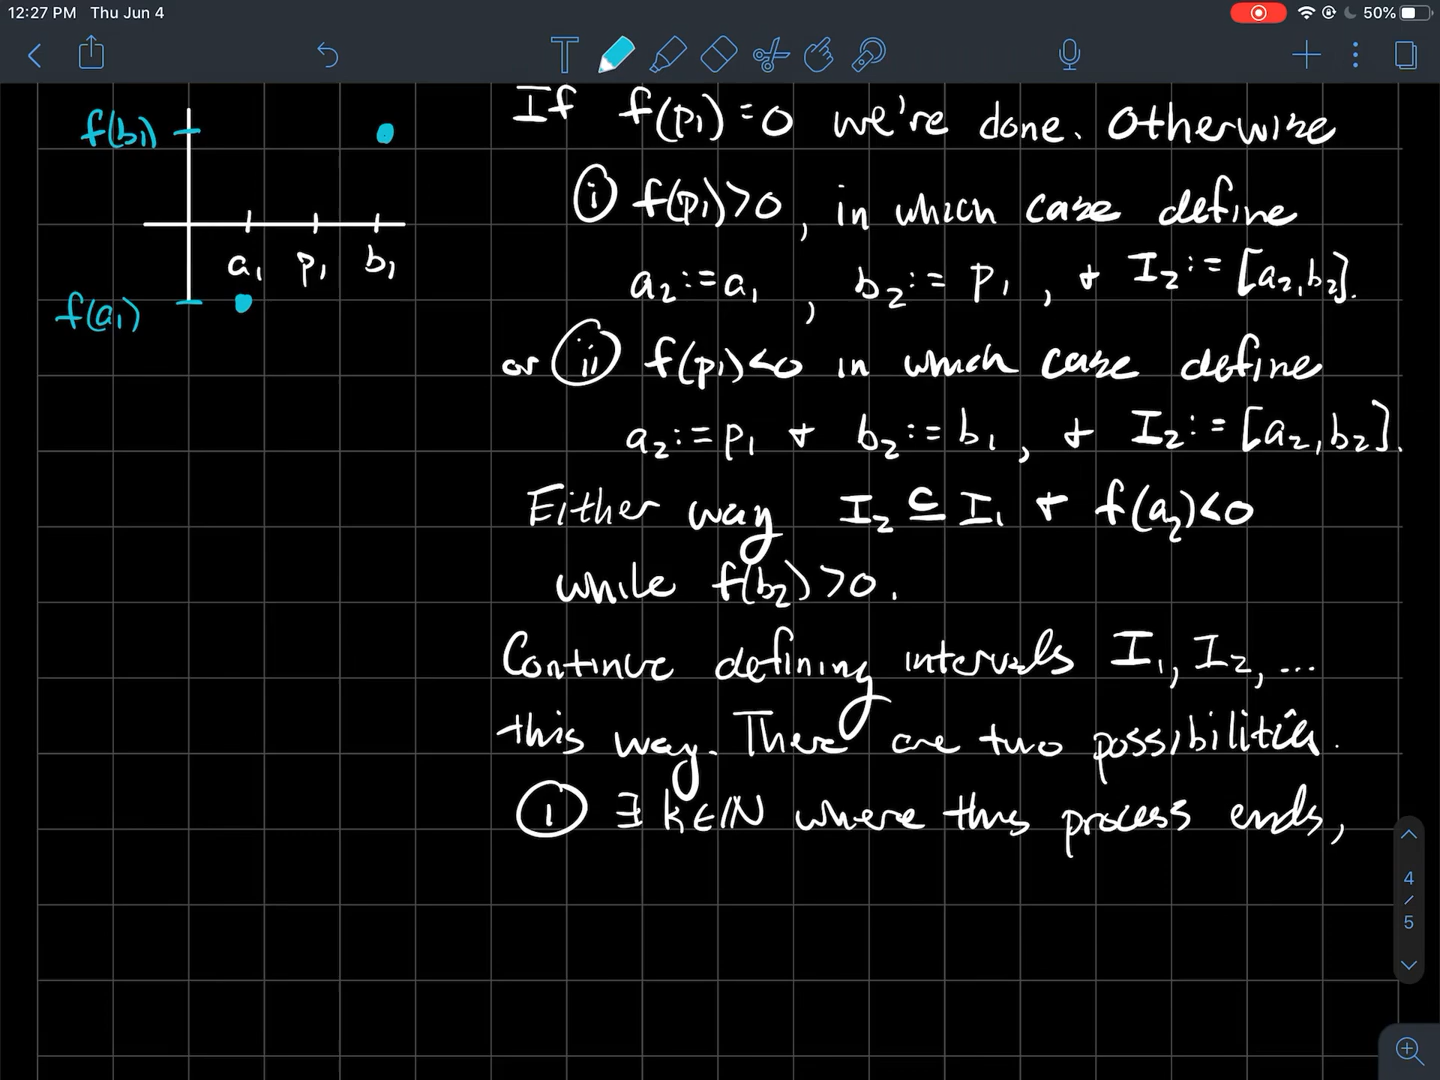 12:27 PM Thu Jun 4
50%
f(b₁)
a₁ p₁ b₁
f(a₁)
If f(p₁)=0 we're done. Otherwise
(i) f(p₁)>0, in which case define
a₂:=a₁, b₂:=p₁, + I₂:=[a₂,b₂].
or (ii) f(p₁)<0 in which case define
a₂:=p₁ + b₂:=b₁, + I₂:=[a₂,b₂].
Either way I₂ ⊆ I₁ + f(a₂)<0
while f(b₂)>0.
Continue defining intervals I₁, I₂, ...
this way. There are two possibilities.
(1) ∃ k∈ℕ where this process ends,
4
/
5